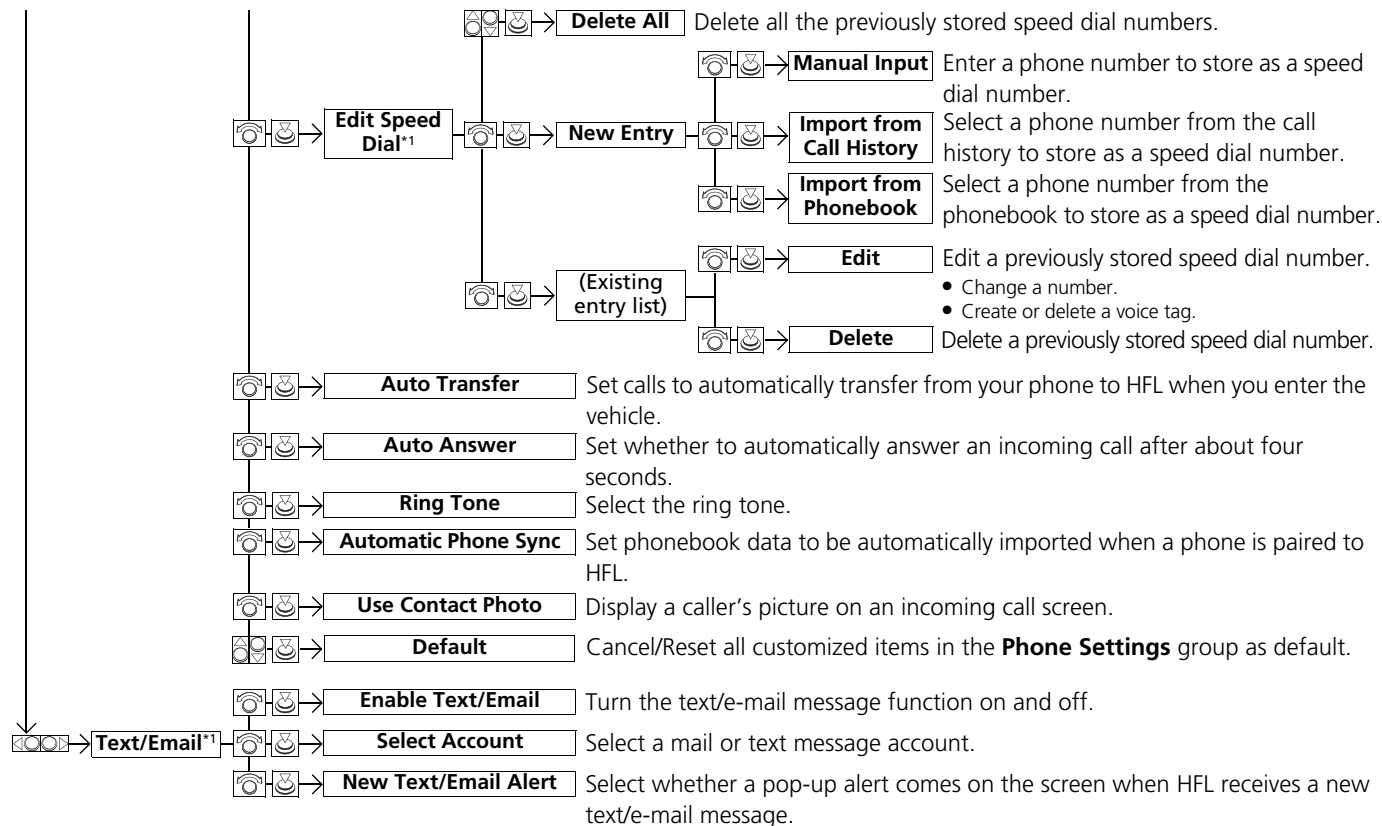 Delete All Delete all the previously stored speed dial numbers.
Manual Input Enter a phone number to store as a speed
dial number.
Edit Speed
Dial*1
New Entry
Import from
Call History
Select a phone number from the call
history to store as a speed dial number.
Import from
Phonebook
Select a phone number from the
phonebook to store as a speed dial number.
(Existing
entry list)
Edit Edit a previously stored speed dial number.
● Change a number.
● Create or delete a voice tag.
Delete Delete a previously stored speed dial number.
Auto Transfer Set calls to automatically transfer from your phone to HFL when you enter the
vehicle.
Auto Answer Set whether to automatically answer an incoming call after about four
seconds.
Ring Tone Select the ring tone.
Automatic Phone Sync Set phonebook data to be automatically imported when a phone is paired to
HFL.
Use Contact Photo Display a caller’s picture on an incoming call screen.
Default Cancel/Reset all customized items in the Phone Settings group as default.
Enable Text/Email Turn the text/e-mail message function on and off.
Text/Email*1
Select Account Select a mail or text message account.
New Text/Email Alert Select whether a pop-up alert comes on the screen when HFL receives a new
text/e-mail message.